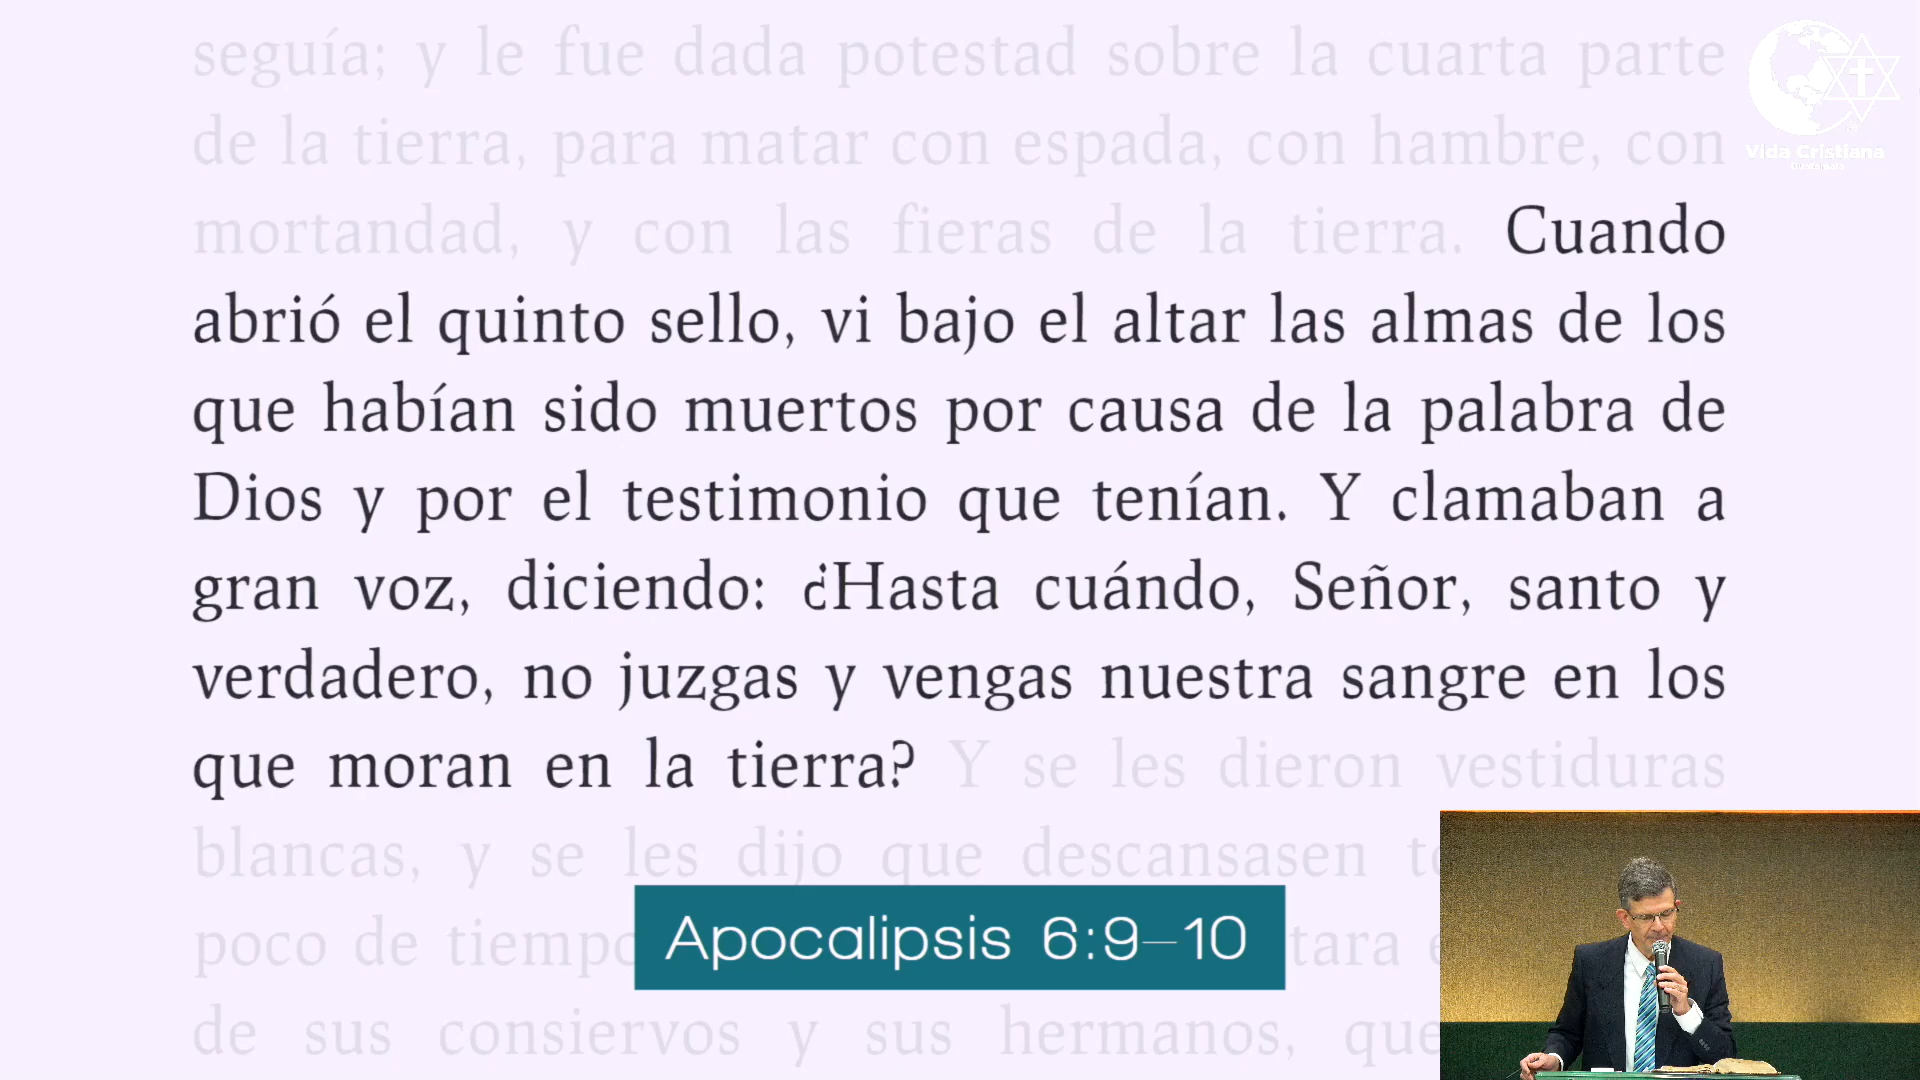 seguía; y le fue dada potestad sobre la cuarta parte
de la tierra, para matar con espada, con hambre, con
mortandad, y con las fieras de la tierra. Cuando
abrió el quinto sello, vi bajo el altar las almas de los
que habían sido muertos por causa de la palabra de
Dios y por el testimonio que tenían. Y clamaban a
gran voz, diciendo: ¿Hasta cuándo, Señor, santo y
verdadero, no juzgas y vengas nuestra sangre en los
que moran en la tierra? Y se les dieron vestiduras
blancas, y se les dijo que descansasen
poco de
de sus consiervos y sus hermanos,
Apocalipsis 6:9–10
Vida Cristiana